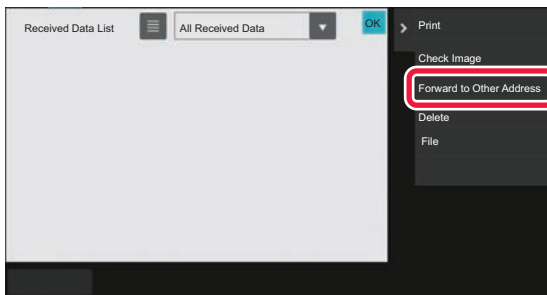 Received Data List
All Received Data
OK
Print
Check Image
Forward to Other Address
Delete
File